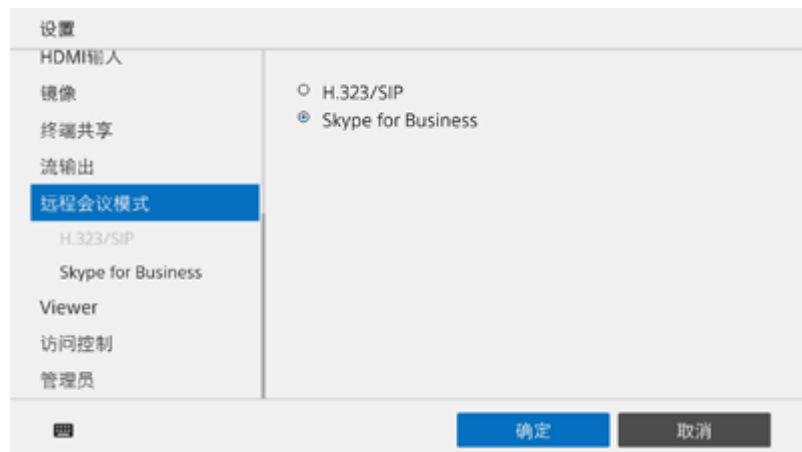 设置
HDMI输入
镜像
H.323/SIP
终端共享
Skype for Business
流输出
远程会议模式
H.323/SIP
Skype for Business
Viewer
访问控制
管理员
确定
取消